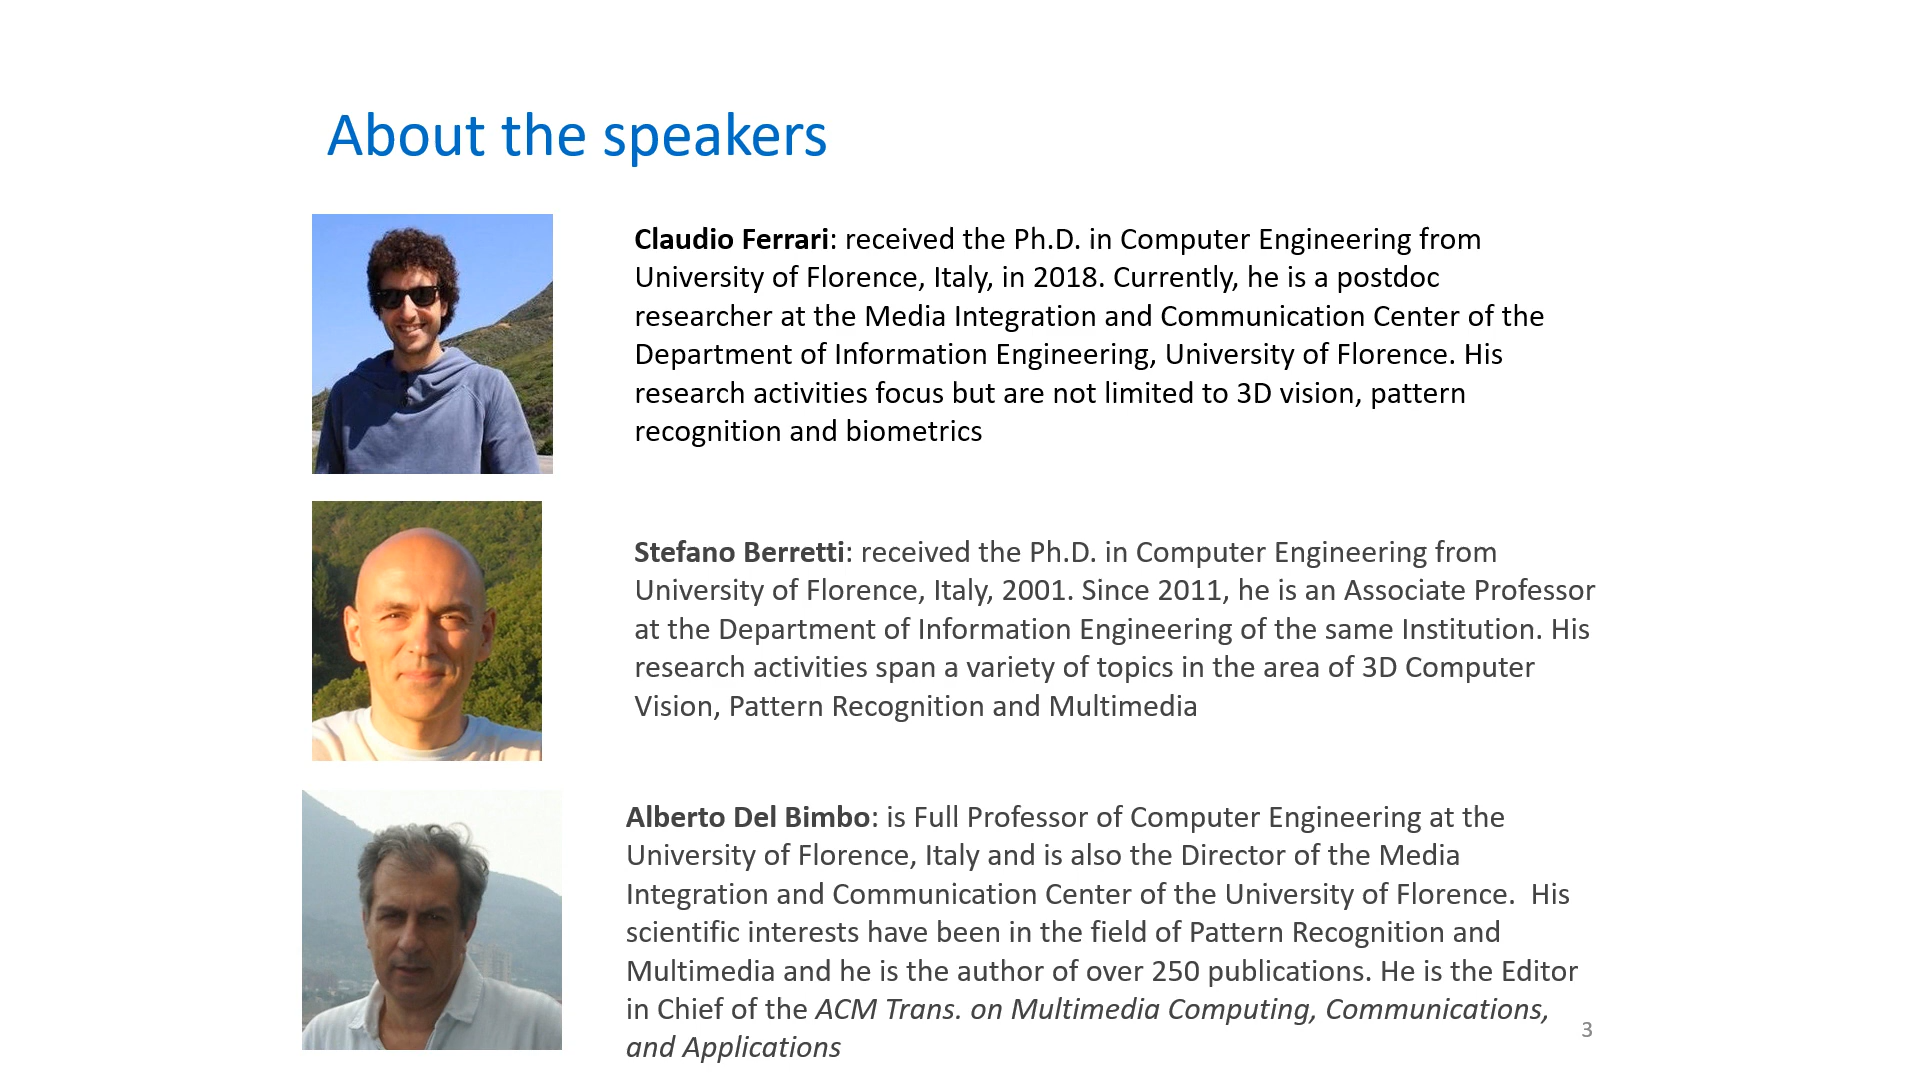 About the speakers
Claudio Ferrari: received the Ph.D. in Computer Engineering from
University of Florence, Italy, in 2018. Currently, he is a postdoc
researcher at the Media Integration and Communication Center of the
Department of Information Engineering, University of Florence. His
research activities focus but are not limited to 3D vision, pattern
recognition and biometrics
Stefano Berretti: received the Ph.D. in Computer Engineering from
University of Florence, Italy, 2001. Since 2011, he is an Associate Professor
at the Department of Information Engineering of the same Institution. His
research activities span a variety of topics in the area of 3D Computer
Vision, Pattern Recognition and Multimedia
Alberto Del Bimbo: is Full Professor of Computer Engineering at the
University of Florence, Italy and is also the Director of the Media
Integration and Communication Center of the University of Florence.  His
scientific interests have been in the field of Pattern Recognition and
Multimedia and he is the author of over 250 publications. He is the Editor
in Chief of the ACM Trans. on Multimedia Computing, Communications,
and Applications
3